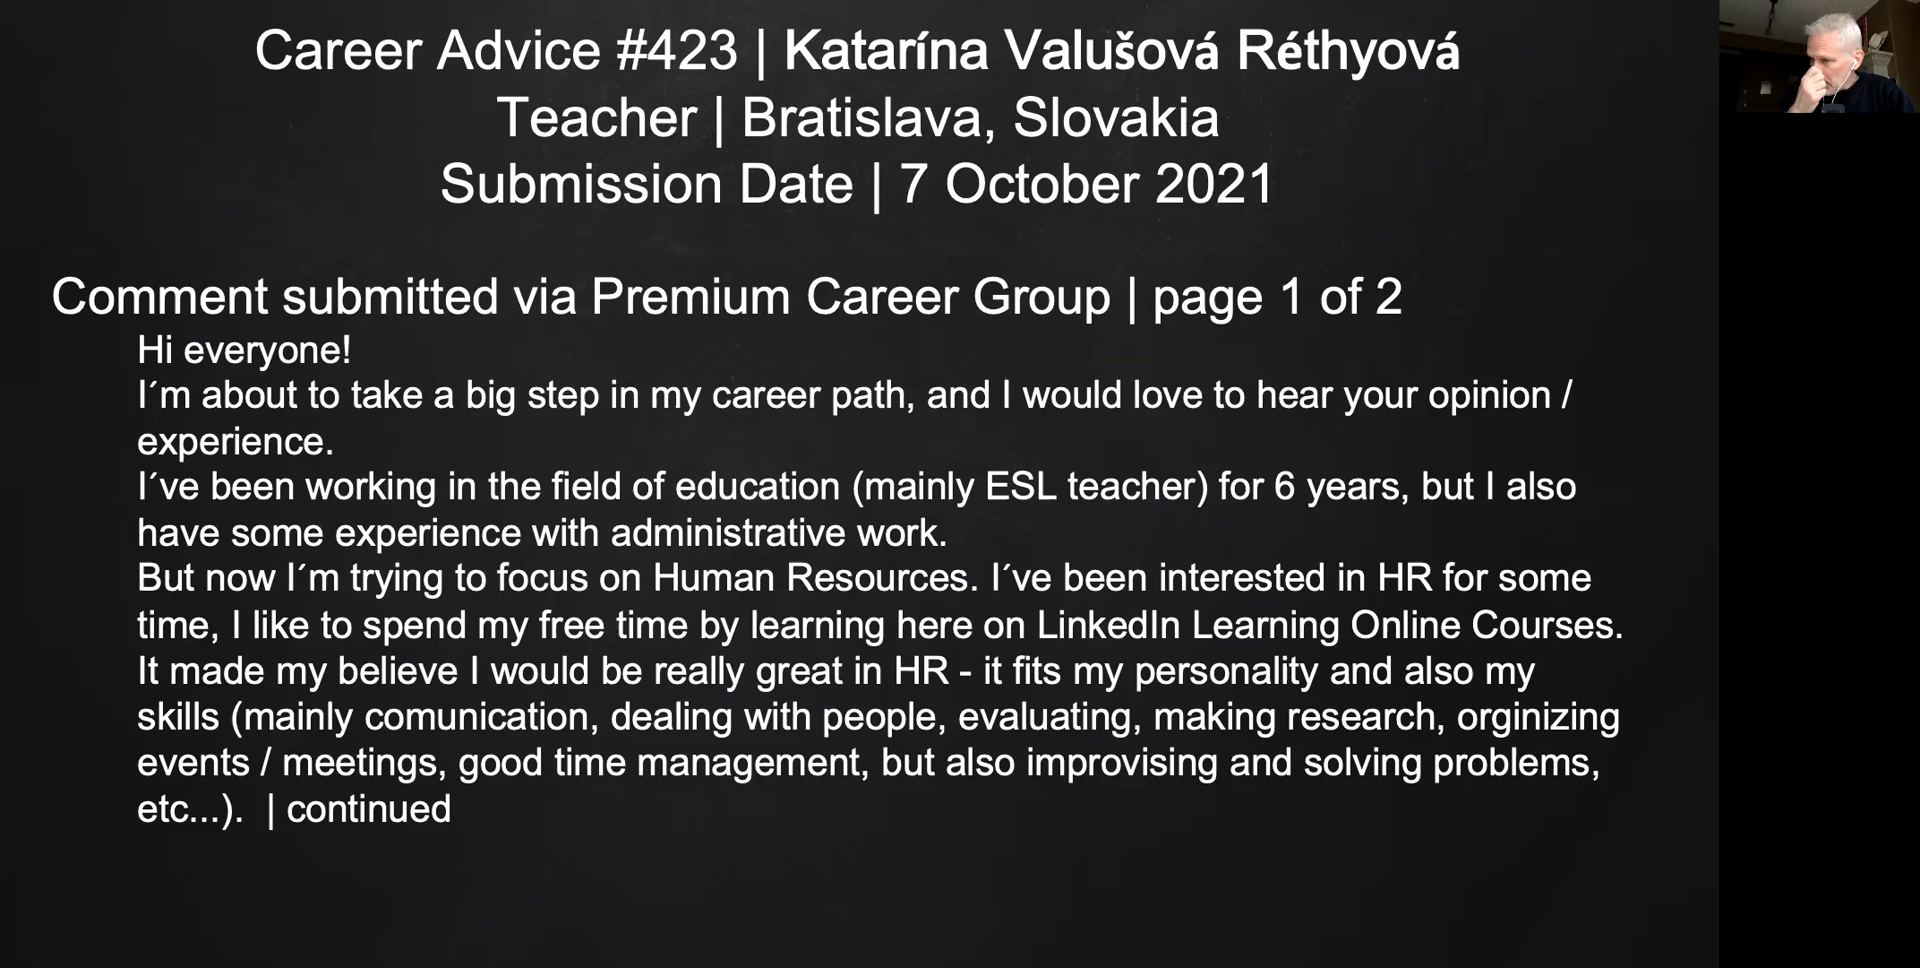 Career Advice #423 | Katarína Valušová Réthyová
Teacher | Bratislava, Slovakia
Submission Date | 7 October 2021
Comment submitted via Premium Career Group | page 1 of 2
Hi everyone!
I´m about to take a big step in my career path, and I would love to hear your opinion /
experience.
I´ve been working in the field of education (mainly ESL teacher) for 6 years, but I also
have some experience with administrative work.
But now I´m trying to focus on Human Resources. I´ve been interested in HR for some
time, I like to spend my free time by learning here on LinkedIn Learning Online Courses.
It made my believe I would be really great in HR - it fits my personality and also my
skills (mainly comunication, dealing with people, evaluating, making research, orginizing
events / meetings, good time management, but also improvising and solving problems,
etc...).  | continued